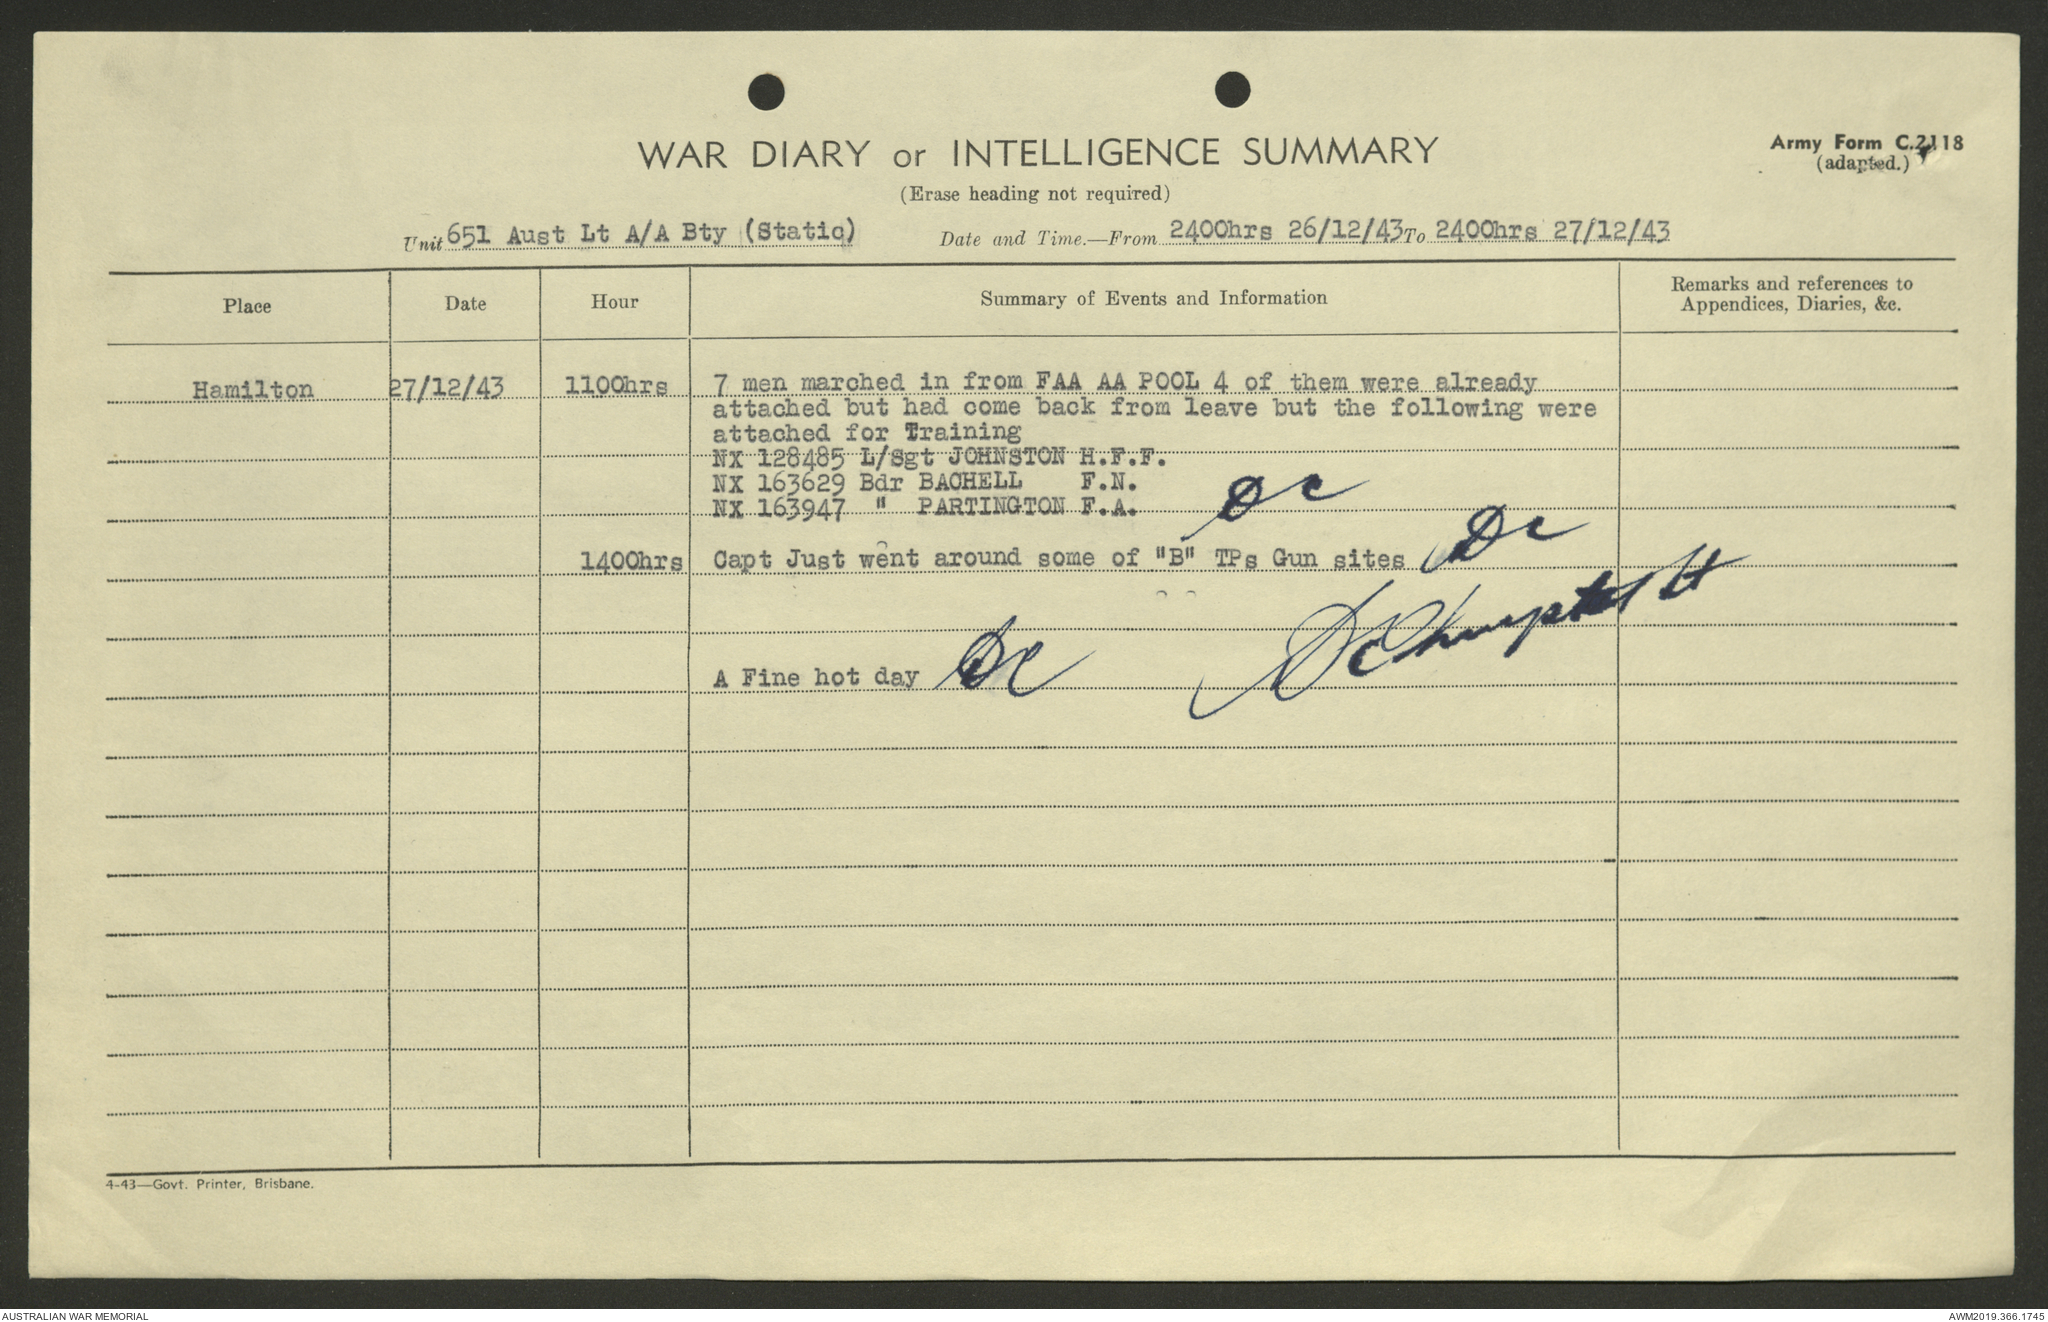 WAR DIARY or INTELLIGENCE SUMMARY
Army Form C.2118
(adapted.)
(Erase heading not required)
Unit 651 Aust Lt A/A Bty (Static) Date and Time.—From 2400hrs 26/12/43 To 2400hrs 27/12/43
Place Date Hour Summary of Events and Information Remarks and references to
Appendices, Diaries, &c.
Hamilton 27/12/43 1100hrs 7 men marched in from FAA AA POOL 4 of them were already
attached but had come back from leave but the following were
attached for Training
NX 128485 L/Sgt JOHNSTON H.F.F.
NX 163629 Bdr BACHELL F.N.
NX 163947 " PARTINGTON F.A.
1400hrs Capt Just went around some of "B" TPs Gun sites
A Fine hot day
4-43—Govt. Printer, Brisbane.
AUSTRALIAN WAR MEMORIAL
AWM2019.366.1745